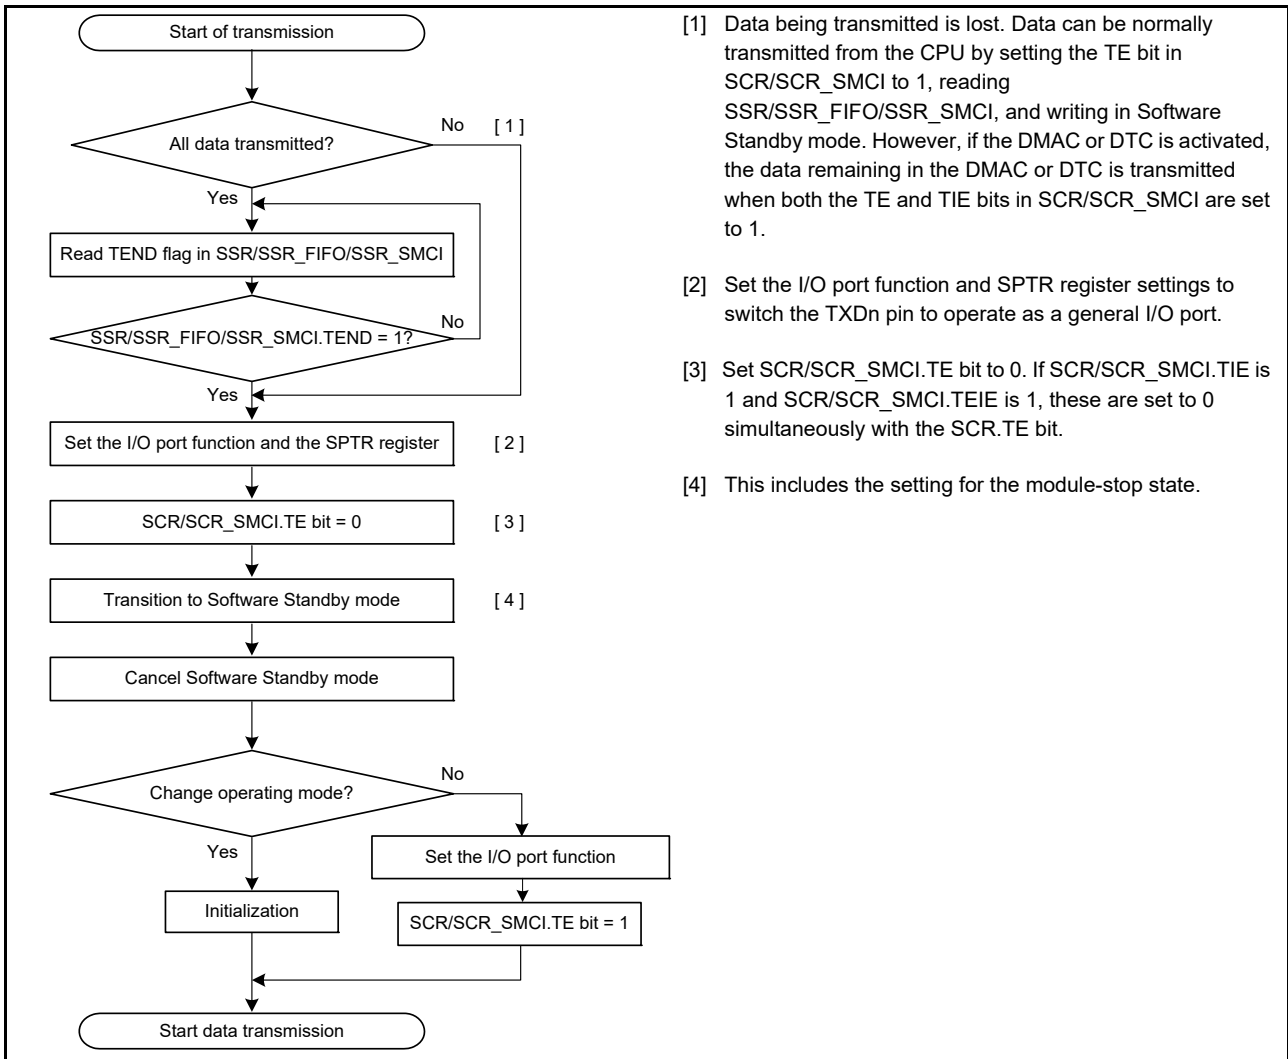 Start of transmission
All data transmitted?
No [ 1 ]
Yes
Read TEND flag in SSR/SSR_FIFO/SSR_SMCI
SSR/SSR_FIFO/SSR_SMCI.TEND = 1?
No
Yes
Set the I/O port function and the SPTR register [ 2 ]
SCR/SCR_SMCI.TE bit = 0 [ 3 ]
Transition to Software Standby mode [ 4 ]
Cancel Software Standby mode
Change operating mode?
No
Yes
Set the I/O port function
Initialization
SCR/SCR_SMCI.TE bit = 1
Start data transmission
[1] Data being transmitted is lost. Data can be normally
transmitted from the CPU by setting the TE bit in
SCR/SCR_SMCI to 1, reading
SSR/SSR_FIFO/SSR_SMCI, and writing in Software
Standby mode. However, if the DMAC or DTC is activated,
the data remaining in the DMAC or DTC is transmitted
when both the TE and TIE bits in SCR/SCR_SMCI are set
to 1.
[2] Set the I/O port function and SPTR register settings to
switch the TXDn pin to operate as a general I/O port.
[3] Set SCR/SCR_SMCI.TE bit to 0. If SCR/SCR_SMCI.TIE is
1 and SCR/SCR_SMCI.TEIE is 1, these are set to 0
simultaneously with the SCR.TE bit.
[4] This includes the setting for the module-stop state.